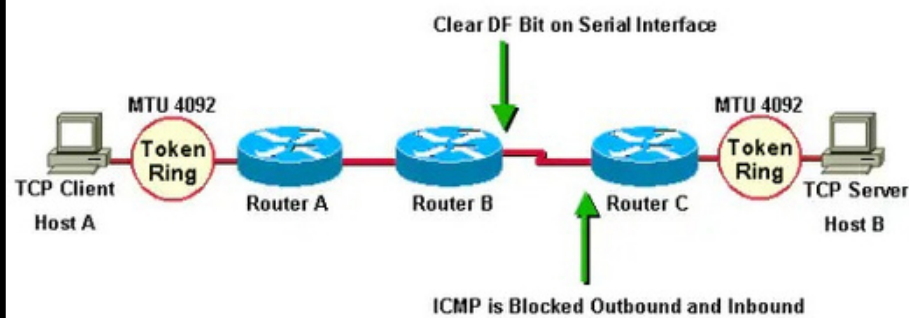 Clear DF Bit on Serial Interface
MTU 4092
MTU 4092
Token
Ring
Token
Ring
TCP Client
Host A
Router A
Router B
Router C
TCP Server
Host B
ICMP is Blocked Outbound and Inbound